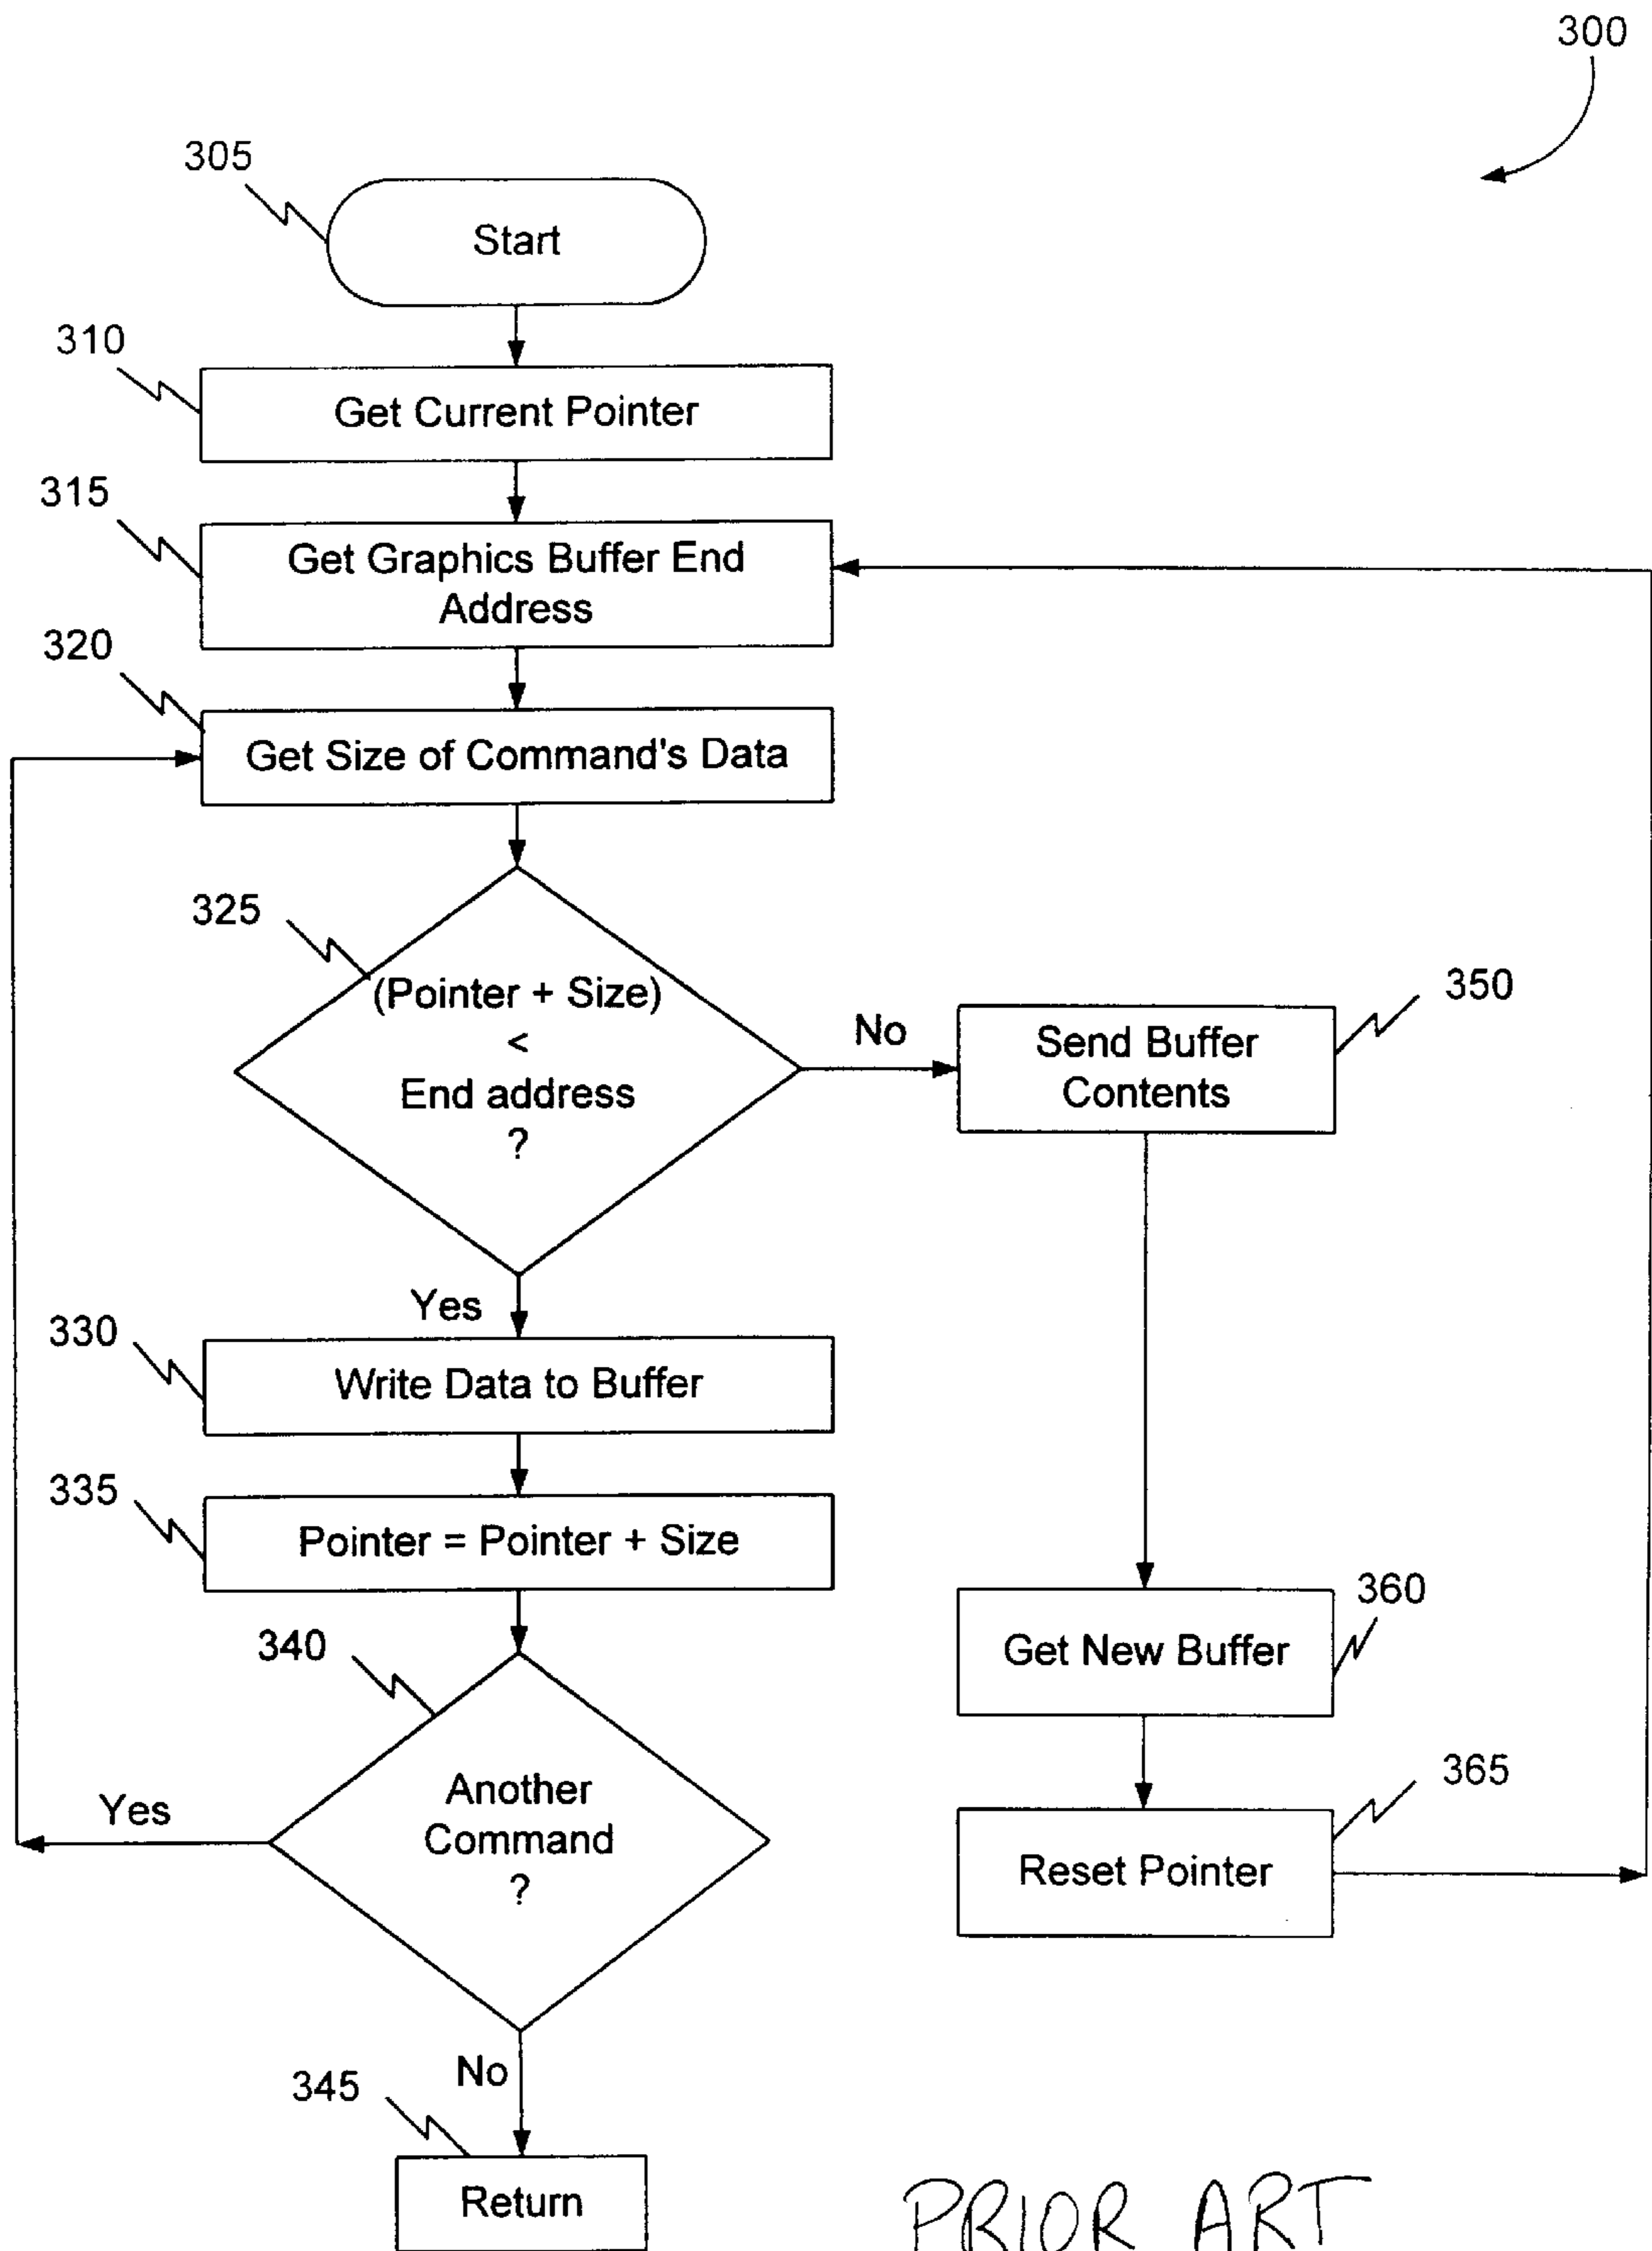 300
305
Start
310
Get Current Pointer
315
Get Graphics Buffer End
Address
320
Get Size of Command's Data
325
(Pointer + Size)
<
End address
?
No
350
Send Buffer
Contents
Yes
330
Write Data to Buffer
335
Pointer = Pointer + Size
360
Get New Buffer
340
Another
Command
?
Yes
365
Reset Pointer
No
345
Return
PRIOR ART